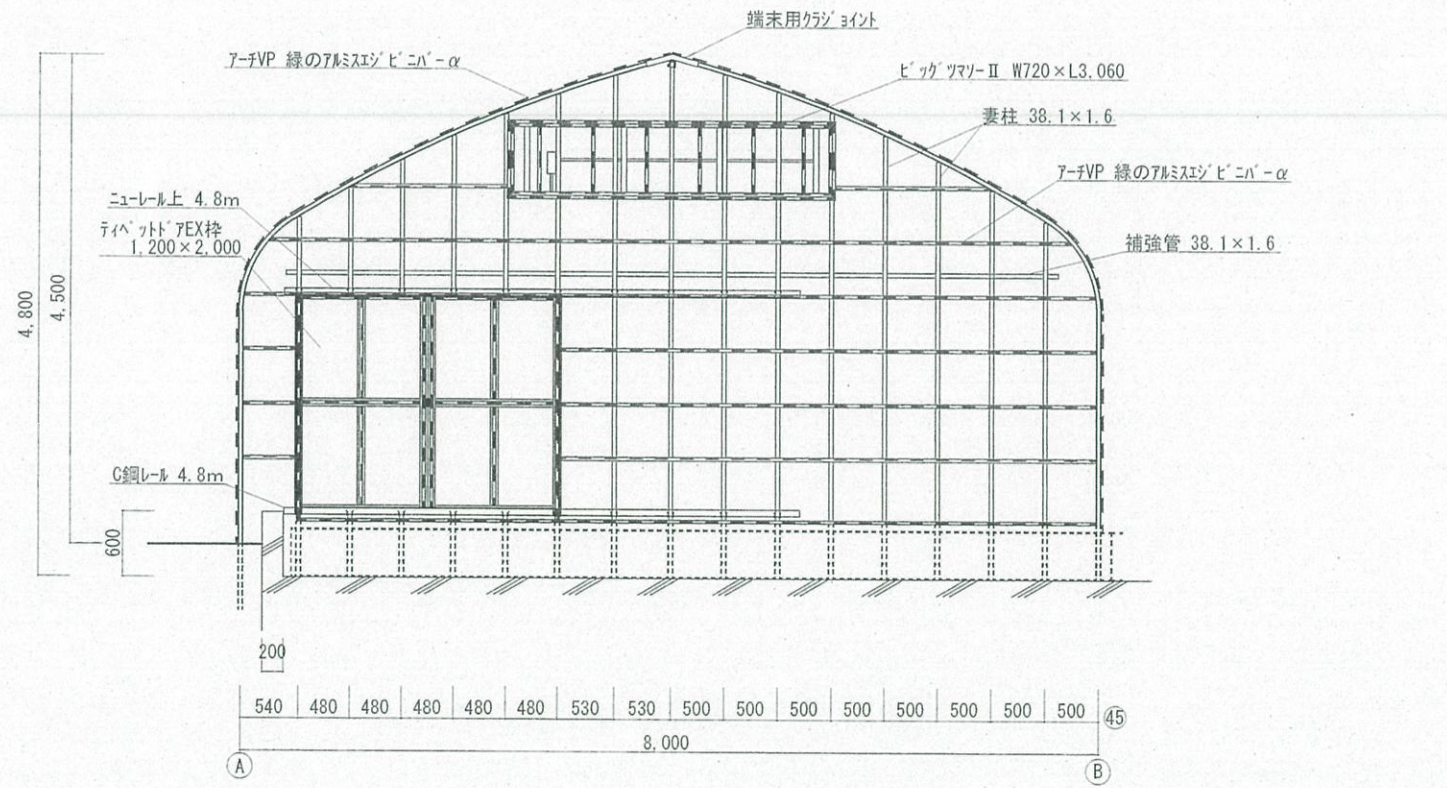 端末用クラジョイント
アーチVP 緑のアルミスエジビニバーα
ビッグツマソーⅡ W720×L3,060
妻柱 38.1×1.6
アーチVP 緑のアルミスエジビニバーα
ニューレール上 4.8m
ティペットドアEX枠
1,200×2,000
補強管 38.1×1.6
4,800
4,500
C鋼レール 4.8m
600
200
540 480 480 480 480 480 530 530 500 500 500 500 500 500 500 500 45
8,000
A B